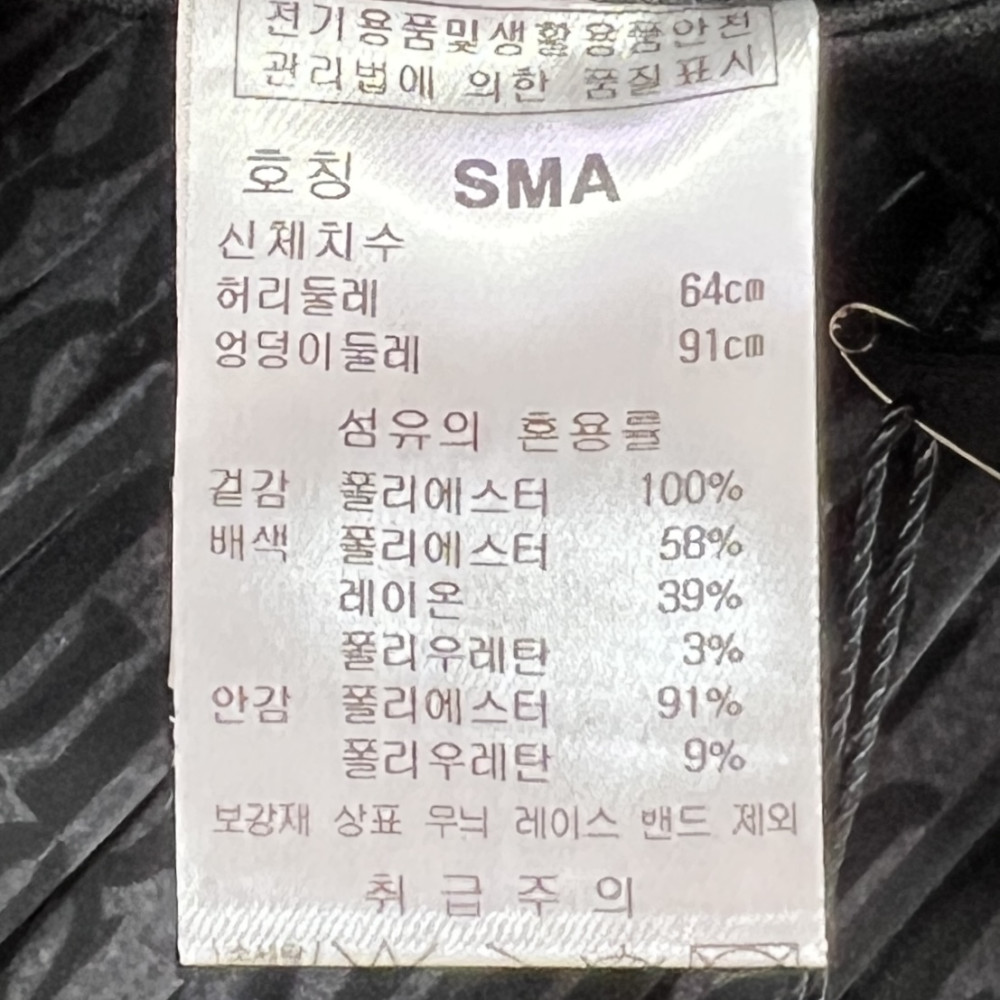 전기용품및생활용품안전
관리법에 의한 품질표시
호칭 SMA
신체치수
허리둘레 64cm
엉덩이둘레 91cm
섬유의 혼용률
겉감 폴리에스터 100%
배색 폴리에스터 58%
레이온 39%
폴리우레탄 3%
안감 폴리에스터 91%
폴리우레탄 9%
보강재 상표 무늬 레이스 밴드 제외
취급주의